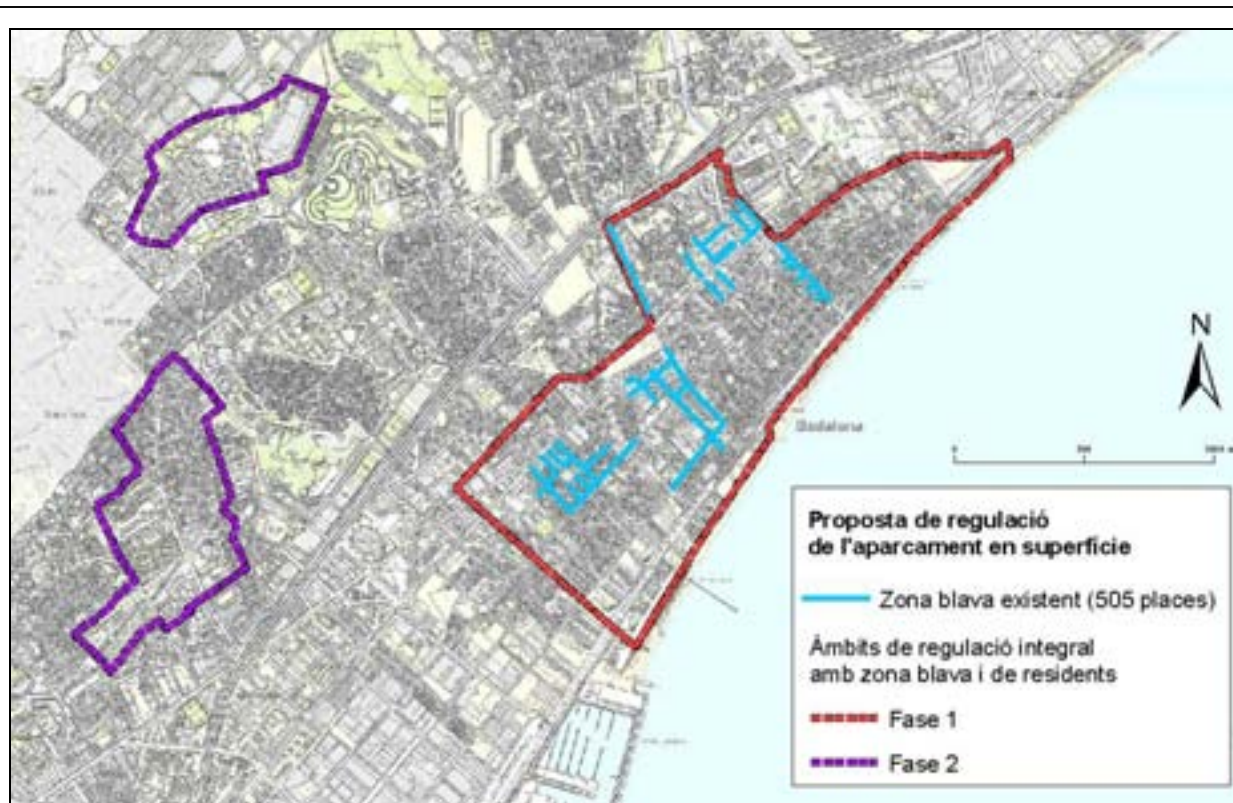 N
Badalona
0
Proposta de regulació
de l'aparcament en superfície
Zona blava existent (505 places)
Àmbits de regulació integral
amb zona blava i de residents
Fase 1
Fase 2